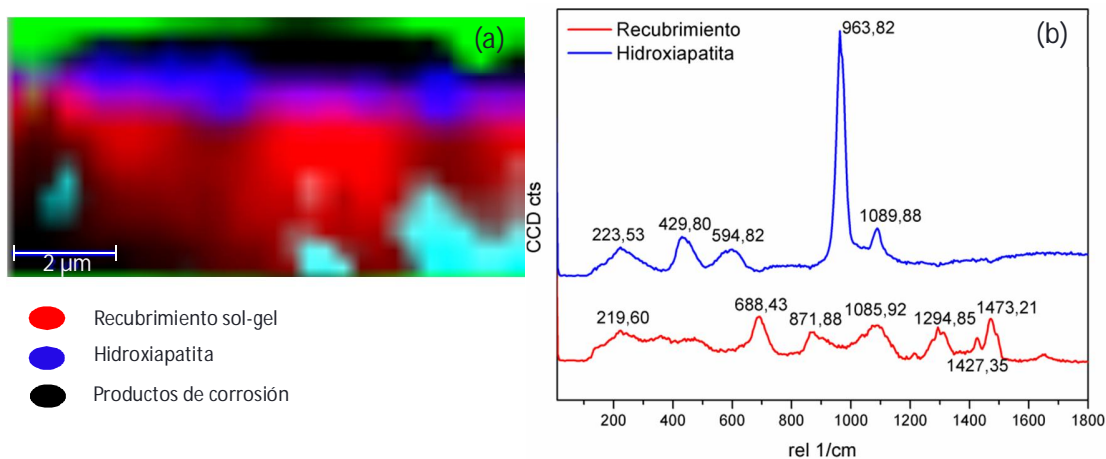 (a)
2 µm
Recubrimiento sol-gel
Hidroxiapatita
Productos de corrosión
(b)
Recubrimiento
Hidroxiapatita
963,82
1089,88
223,53
429,80
594,82
219,60
688,43
871,88
1085,92
1294,85
1473,21
1427,35
CCD cts
200 400 600 800 1000 1200 1400 1600 1800
rel 1/cm